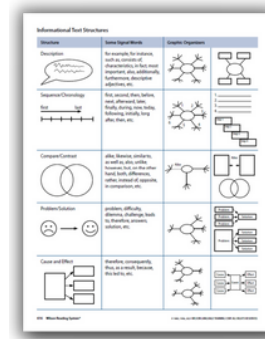 Informational Text Structures
Structure
Some Signal Words
Graphic Organizers
Description
for example, for instance,
such as, consists of,
characteristics, in fact, most
important, also, additionally,
furthermore, descriptive
adjectives, etc.
Sequence/Chronology
first, second, then, before,
next, afterward, later,
finally, during, now, today,
following, initially, long
after, then, etc.
Compare/Contrast
alike, likewise, similar to,
as well as, also, unlike
however, but, on the other
hand, both, differences,
rather, instead of, opposite,
in comparison, etc.
Problem/Solution
problem, difficulty,
dilemma, challenge, leads
to, therefore, answers,
solution, etc.
Cause and Effect
therefore, consequently,
thus, as a result, because,
this led to, etc.
Wilson Reading System